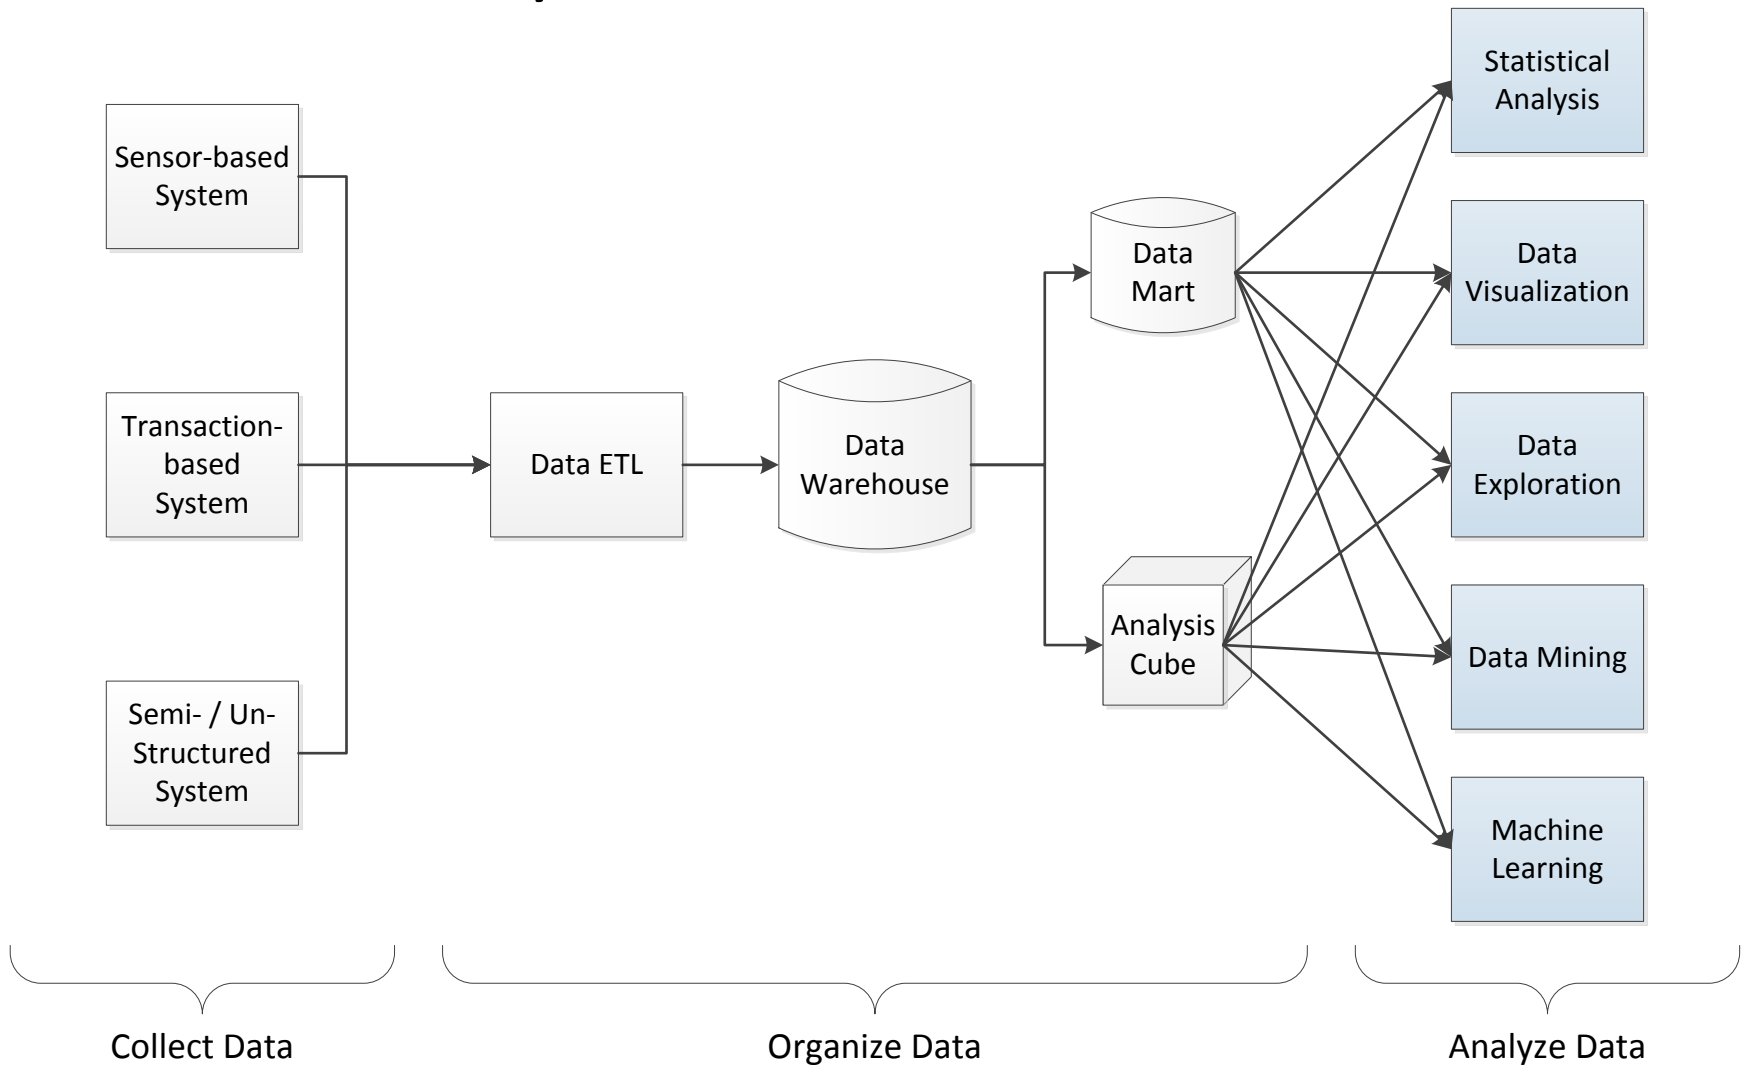 Sensor-based
System
Transaction-
based
System
Semi- / Un-
Structured
System
Data ETL
Data
Warehouse
Data
Mart
Analysis
Cube
Statistical
Analysis
Data
Visualization
Data
Exploration
Data Mining
Machine
Learning
Collect Data
Organize Data
Analyze Data